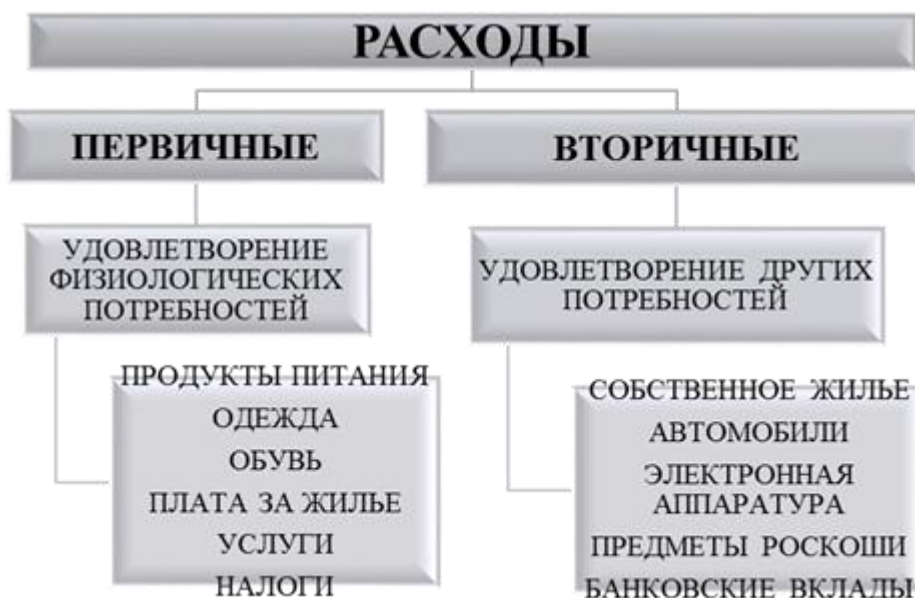 РАСХОДЫ
ПЕРВИЧНЫЕ
ВТОРИЧНЫЕ
УДОВЛЕТВОРЕНИЕ
ФИЗИОЛОГИЧЕСКИХ
ПОТРЕБНОСТЕЙ
УДОВЛЕТВОРЕНИЕ ДРУГИХ
ПОТРЕБНОСТЕЙ
ПРОДУКТЫ ПИТАНИЯ
ОДЕЖДА
ОБУВЬ
ПЛАТА ЗА ЖИЛЬЕ
УСЛУГИ
НАЛОГИ
СОБСТВЕННОЕ ЖИЛЬЕ
АВТОМОБИЛИ
ЭЛЕКТРОННАЯ
АППАРАТУРА
ПРЕДМЕТЫ РОСКОШИ
БАНКОВСКИЕ ВКЛАДЫ